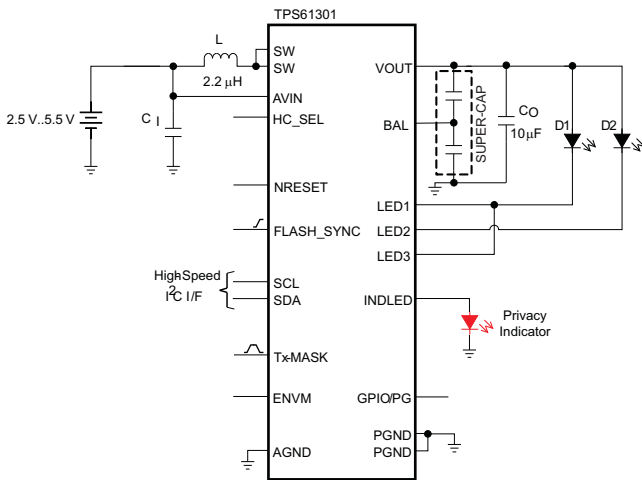 TPS61301
L
2.2 µH
SW
SW
AVIN
HC_SEL
2.5 V..5.5 V
C I
NRESET
FLASH_SYNC
HighSpeed
I2C I/F
SCL
SDA
Tx-MASK
ENVM
AGND
VOUT
BAL
SUPER-CAP
CO
10µF
D1
D2
LED1
LED2
LED3
INDLED
Privacy
Indicator
GPIO/PG
PGND
PGND